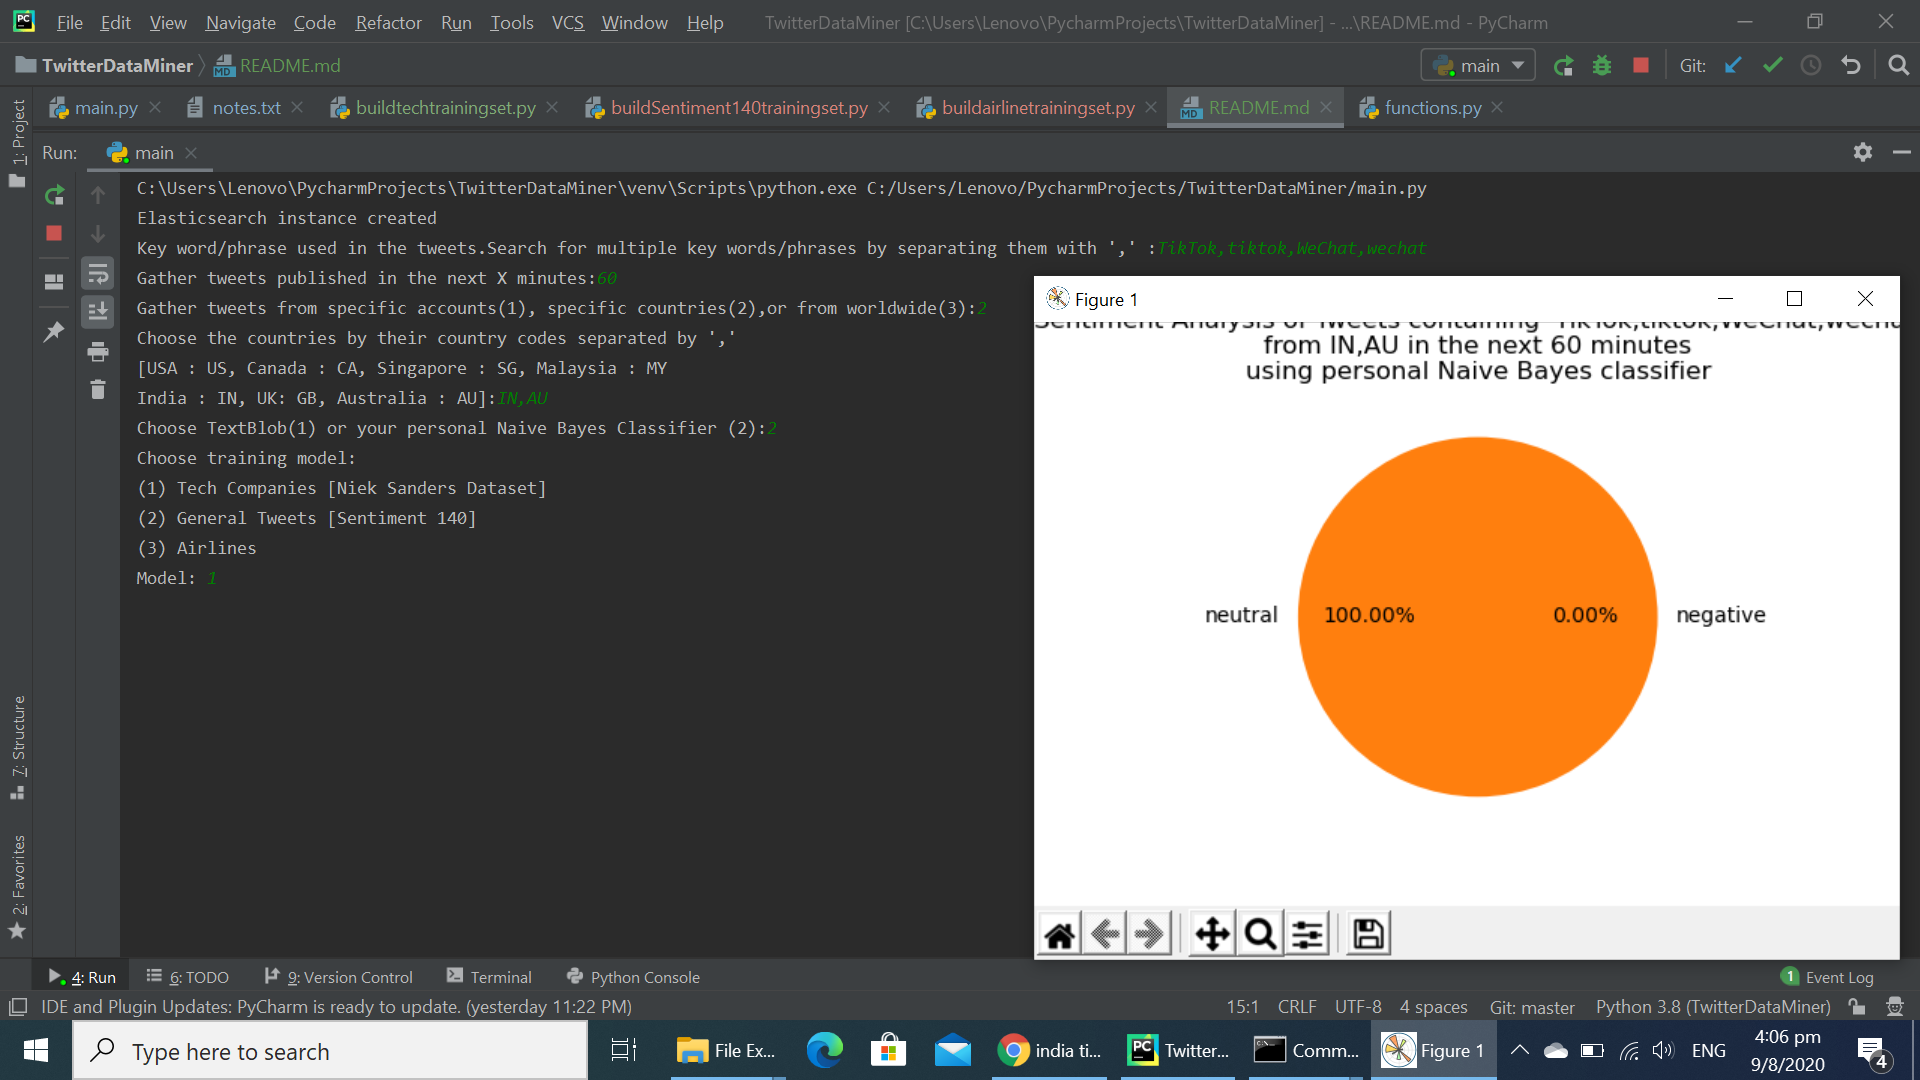 File Edit View Navigate Code Refactor Run Tools VCS Window Help TwitterDataMiner [C:\Users\Lenovo\PycharmProjects\TwitterDataMiner] - ...\README.md - PyCharm
TwitterDataMiner README.md main Git:
main.py notes.txt buildtechtrainingset.py buildSentiment140trainingset.py buildairlinetrainingset.py README.md functions.py
1: Project
Run: main
C:\Users\Lenovo\PycharmProjects\TwitterDataMiner\venv\Scripts\python.exe C:/Users/Lenovo/PycharmProjects/TwitterDataMiner/main.py
Elasticsearch instance created
Key word/phrase used in the tweets.Search for multiple key words/phrases by separating them with ',' :TikTok,tiktok,WeChat,wechat
Gather tweets published in the next X minutes:60
Gather tweets from specific accounts(1), specific countries(2),or from worldwide(3):2
Choose the countries by their country codes separated by ','
[USA : US, Canada : CA, Singapore : SG, Malaysia : MY
India : IN, UK: GB, Australia : AU]:IN,AU
Choose TextBlob(1) or your personal Naive Bayes Classifier (2):2
Choose training model:
(1) Tech Companies [Niek Sanders Dataset]
(2) General Tweets [Sentiment 140]
(3) Airlines
Model: 1
Figure 1
Sentiment Analysis of Tweets containing TikTok,tiktok,WeChat,wecha
from IN,AU in the next 60 minutes
using personal Naive Bayes classifier
neutral 100.00% 0.00% negative
7: Structure
2: Favorites
4: Run 6: TODO 9: Version Control Terminal Python Console 1 Event Log
IDE and Plugin Updates: PyCharm is ready to update. (yesterday 11:22 PM) 15:1 CRLF UTF-8 4 spaces Git: master Python 3.8 (TwitterDataMiner)
Type here to search File Ex... india ti... Twitter... Comm... Figure 1 ENG 4:06 pm
9/8/2020 4